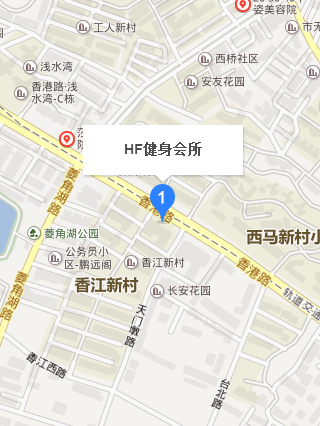 姿美容院
工人新村
市无
西桥社区
浅水湾
安友花园
香港路·浅
水湾-C栋
HF健身会所
菱角湖路
1
香港路
菱角湖公园
西马新村小
公务员小
区-鹏远阁
香江新村
香港路
香江新村
长安花园
轨道交通
菱角湖路
天门墩路
香江西路
台北路